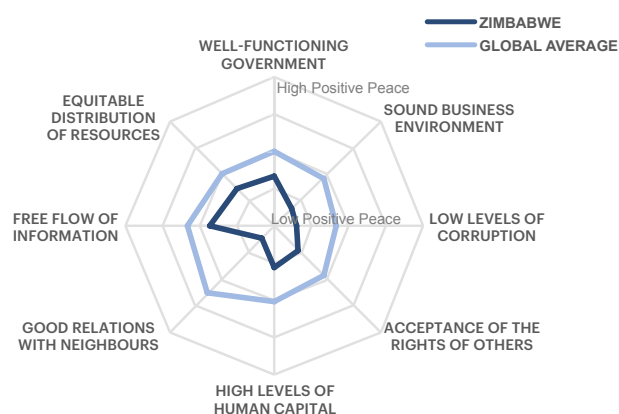 ZIMBABWE
GLOBAL AVERAGE
WELL-FUNCTIONING
GOVERNMENT
High Positive Peace
EQUITABLE
DISTRIBUTION
OF RESOURCES
SOUND BUSINESS
ENVIRONMENT
FREE FLOW OF
INFORMATION
Low Positive Peace
LOW LEVELS OF
CORRUPTION
GOOD RELATIONS
WITH NEIGHBOURS
ACCEPTANCE OF THE
RIGHTS OF OTHERS
HIGH LEVELS OF
HUMAN CAPITAL